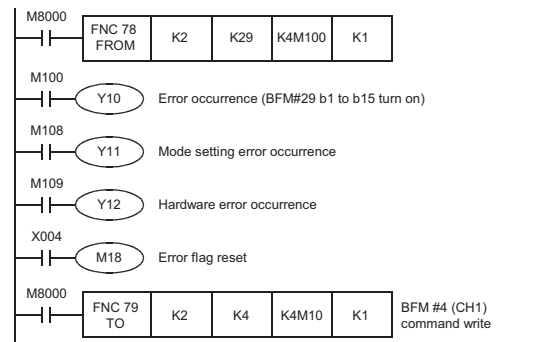 M8000
FNC 78
FROM
K2
K29
K4M100
K1
M100
Y10
Error occurrence (BFM#29 b1 to b15 turn on)
M108
Y11
Mode setting error occurrence
M109
Y12
Hardware error occurrence
X004
M18
Error flag reset
M8000
FNC 79
TO
K2
K4
K4M10
K1
BFM #4 (CH1)
command write